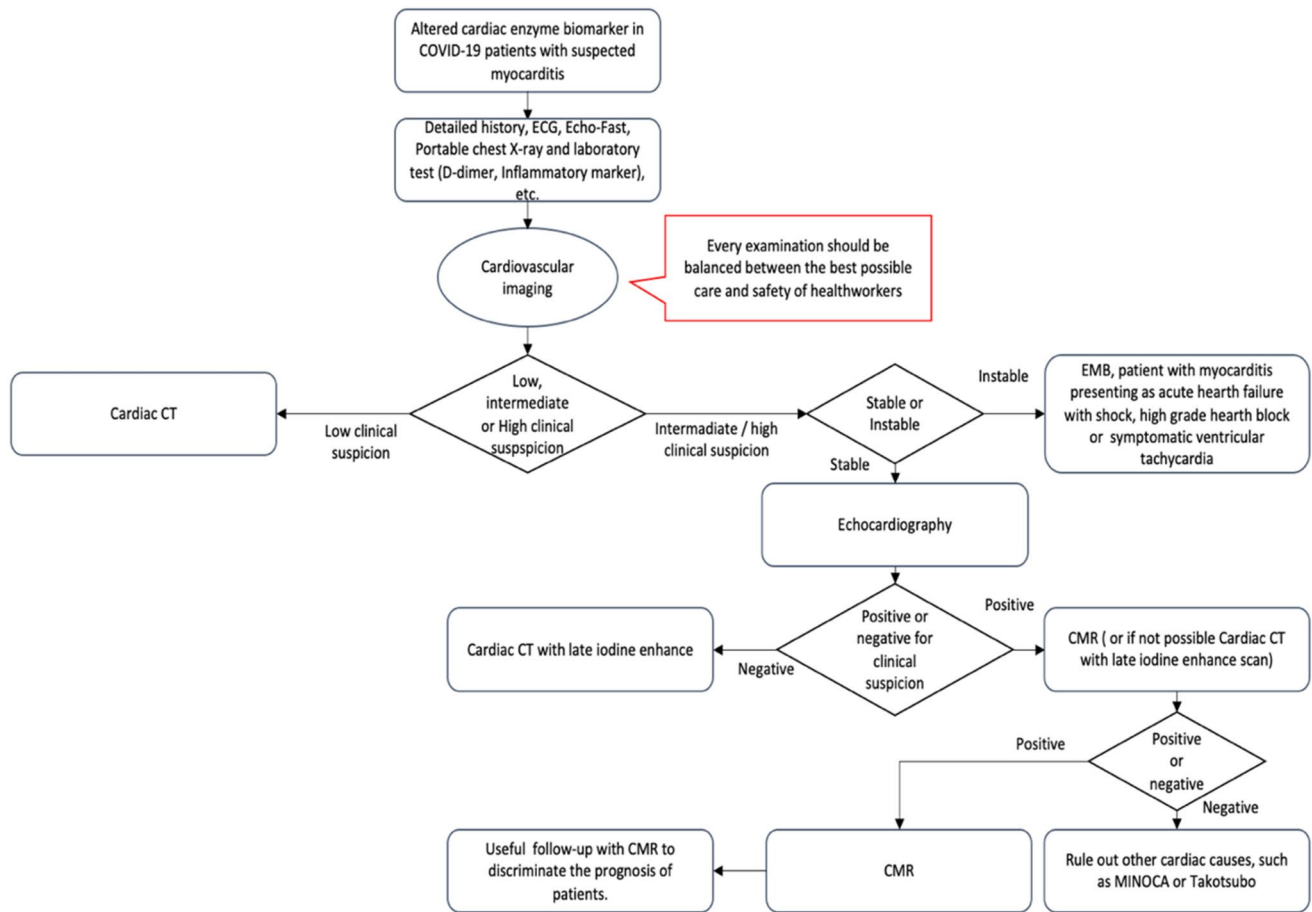 Altered cardiac enzyme biomarker in
COVID-19 patients with suspected
myocarditis
Detailed history, ECG, Echo-Fast,
Portable chest X-ray and laboratory
test (D-dimer, Inflammatory marker),
etc.
Cardiovascular
imaging
Every examination should be
balanced between the best possible
care and safety of healthworkers
Low,
intermediate
or High clinical
suspspicion
Low clinical
suspicion
Cardiac CT
Intermadiate / high
clinical suspicion
Stable or
Instable
Instable
EMB, patient with myocarditis
presenting as acute hearth failure
with shock, high grade hearth block
or symptomatic ventricular
tachycardia
Stable
Echocardiography
Positive or
negative for
clinical
suspicion
Negative
Cardiac CT with late iodine enhance
Positive
CMR ( or if not possible Cardiac CT
with late iodine enhance scan)
Positive
or
negative
Positive
Negative
Useful follow-up with CMR to
discriminate the prognosis of
patients.
CMR
Rule out other cardiac causes, such
as MINOCA or Takotsubo